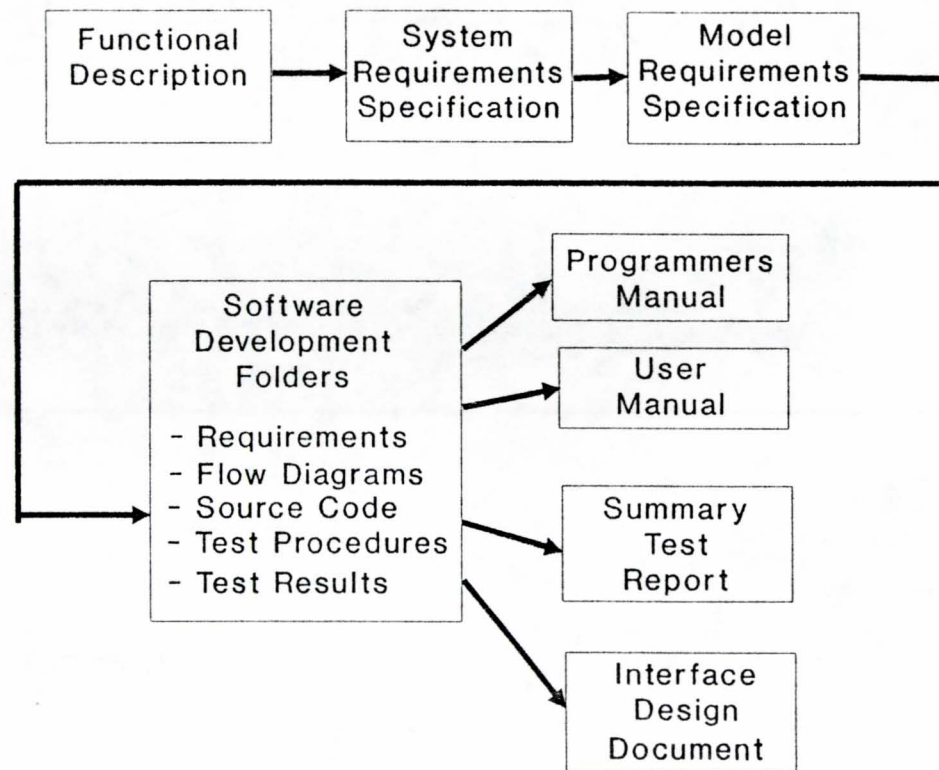 Functional
Description
System
Requirements
Specification
Model
Requirements
Specification
Software
Development
Folders
- Requirements
- Flow Diagrams
- Source Code
- Test Procedures
- Test Results
Programmers
Manual
User
Manual
Summary
Test
Report
Interface
Design
Document